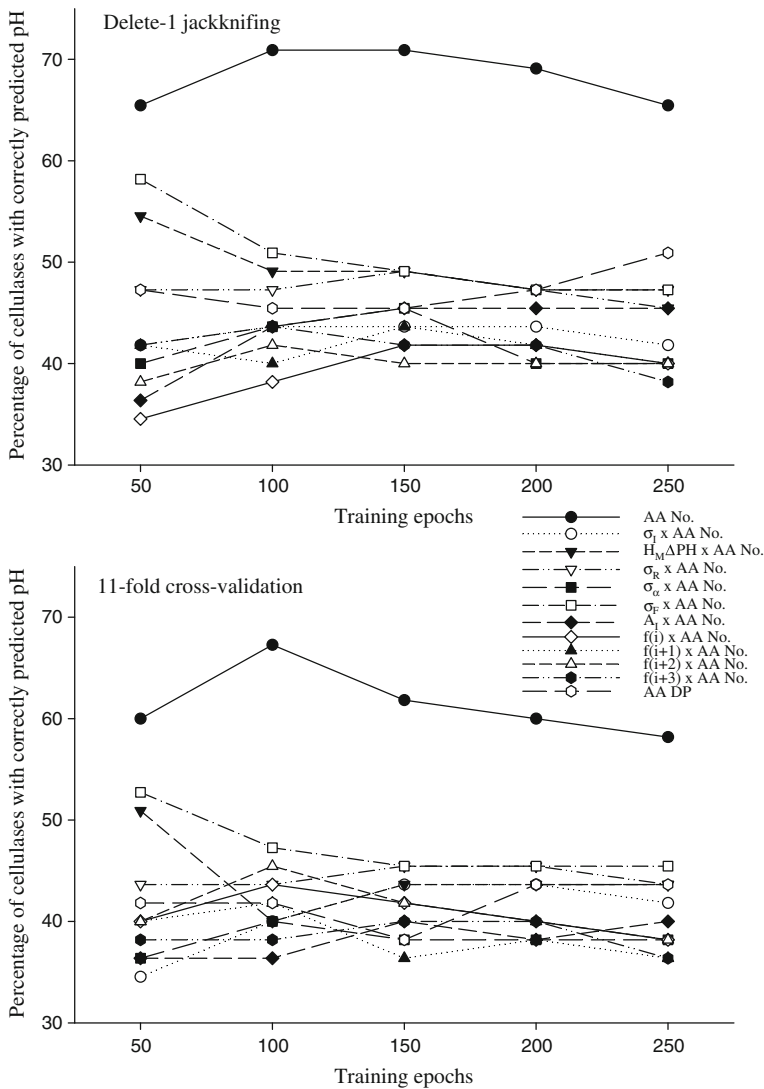 Delete-1 jackknifing
Percentage of cellulases with correctly predicted pH
70
60
50
40
30
50 100 150 200 250
Training epochs
AA No.
σI x AA No.
HMΔPH x AA No.
σR x AA No.
σα x AA No.
σF x AA No.
AI x AA No.
f(i) x AA No.
f(i+1) x AA No.
f(i+2) x AA No.
f(i+3) x AA No.
AA DP
11-fold cross-validation
Percentage of cellulases with correctly predicted pH
70
60
50
40
30
50 100 150 200 250
Training epochs